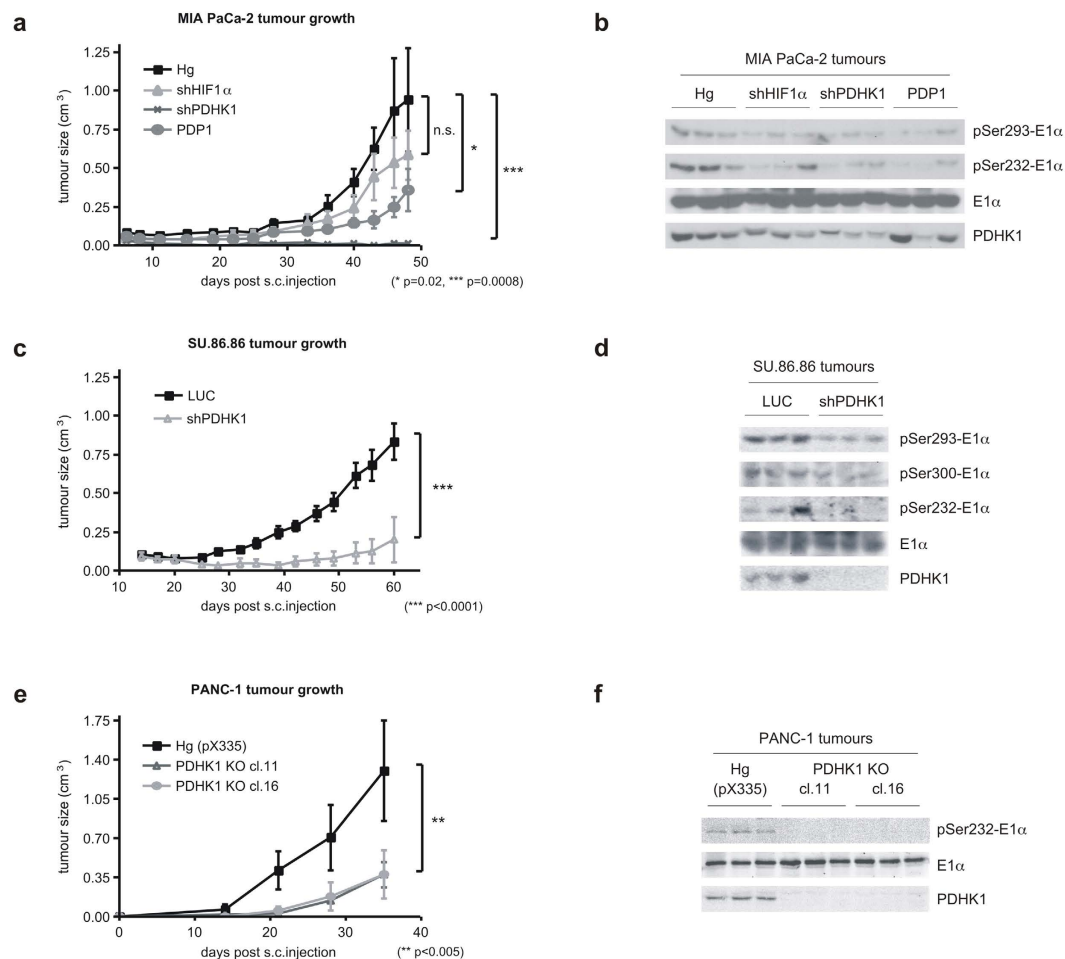 a
MIA PaCa-2 tumour growth
1.25
1.00
0.75
0.50
0.25
0.00
tumour size (cm³)
Hg
shHIF1α
shPDHK1
PDP1
n.s.
*
***
10 20 30 40 50
days post s.c.injection
(* p=0.02, *** p=0.0008)
b
MIA PaCa-2 tumours
Hg shHIF1α shPDHK1 PDP1
pSer293-E1α
pSer232-E1α
E1α
PDHK1
c
SU.86.86 tumour growth
1.25
1.00
0.75
0.50
0.25
0.00
tumour size (cm³)
LUC
shPDHK1
***
10 20 30 40 50 60
days post s.c.injection
(*** p<0.0001)
d
SU.86.86 tumours
LUC shPDHK1
pSer293-E1α
pSer300-E1α
pSer232-E1α
E1α
PDHK1
e
PANC-1 tumour growth
1.75
1.40
1.05
0.70
0.35
0.00
tumour size (cm³)
Hg (pX335)
PDHK1 KO cl.11
PDHK1 KO cl.16
**
0 10 20 30 40
days post s.c.injection
(** p<0.005)
f
PANC-1 tumours
Hg PDHK1 KO
(pX335) cl.11 cl.16
pSer232-E1α
E1α
PDHK1